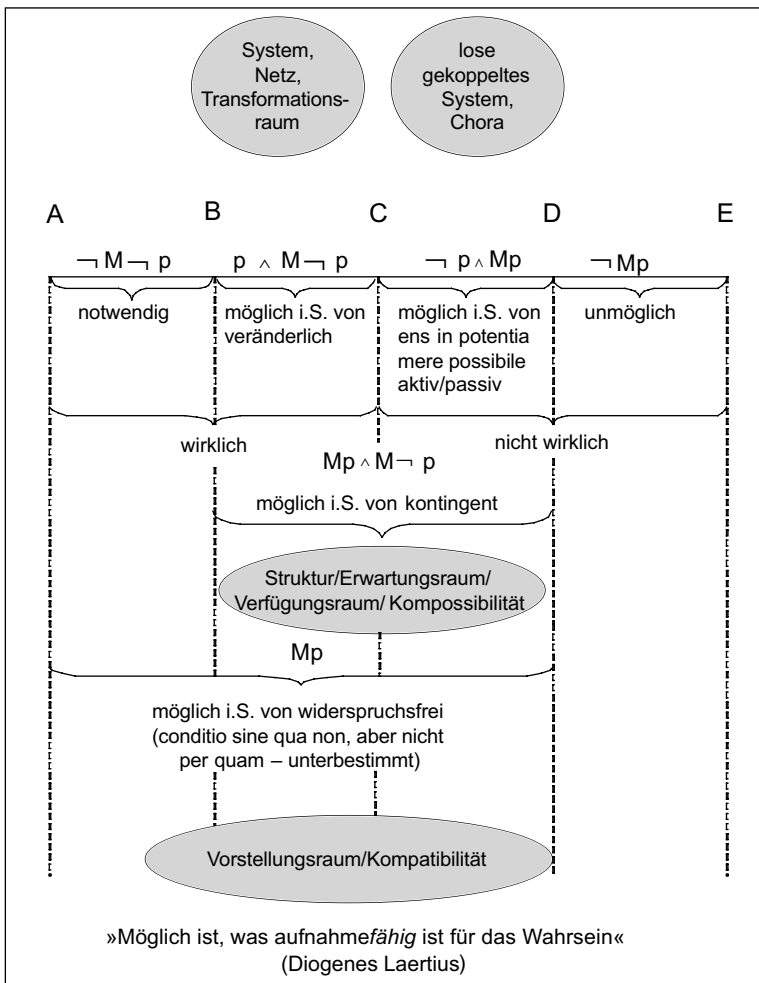 System,
Netz,
Transformations-
raum
lose
gekoppeltes
System,
Chora
A B C D E
¬ M ¬ p p ∧ M ¬ p ¬ p ∧ Mp ¬ Mp
notwendig
möglich i.S. von
veränderlich
möglich i.S. von
ens in potentia
mere possibile
aktiv/passiv
unmöglich
wirklich
nicht wirklich
Mp ∧ M ¬ p
möglich i.S. von kontingent
Struktur/Erwartungsraum/
Verfügungsraum/ Kompossibilität
Mp
möglich i.S. von widerspruchsfrei
(conditio sine qua non, aber nicht
per quam – unterbestimmt)
Vorstellungsraum/Kompatibilität
»Möglich ist, was aufnahmefähig ist für das Wahrsein«
(Diogenes Laertius)